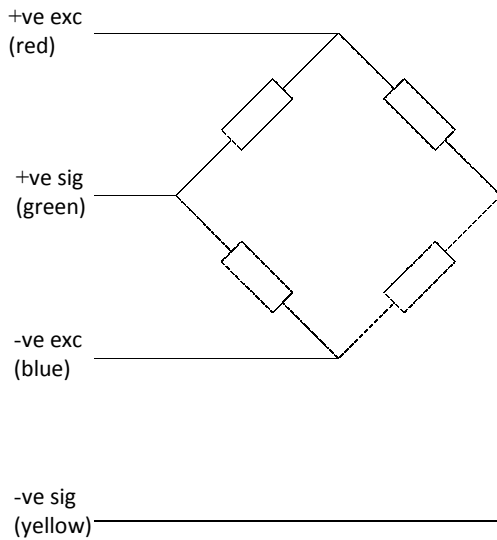 +ve exc
(red)
+ve sig
(green)
-ve exc
(blue)
-ve sig
(yellow)